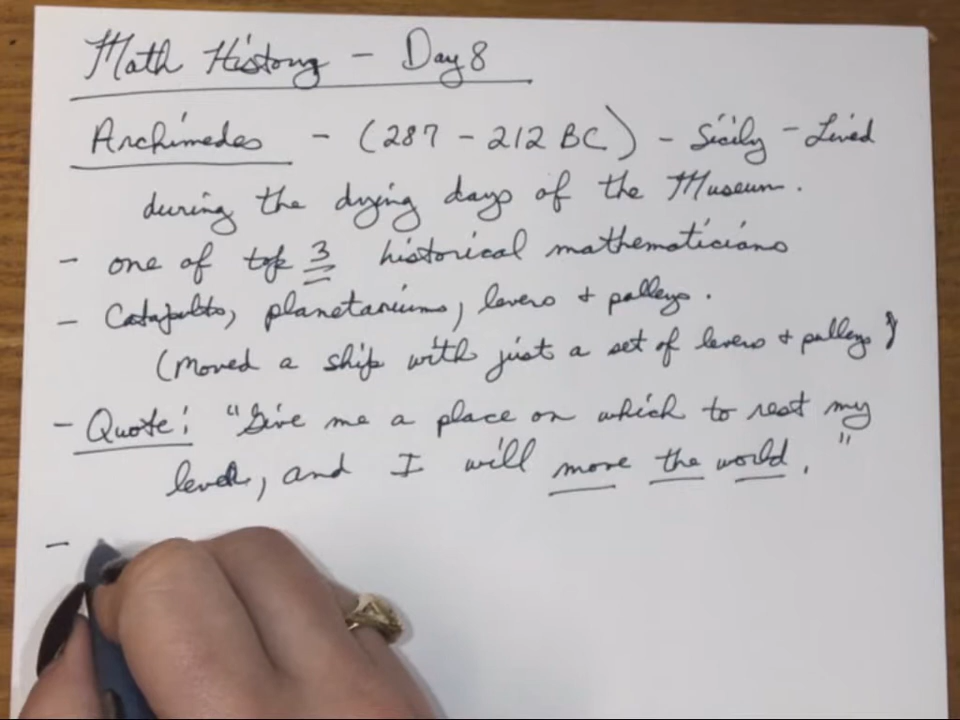 Math History - Day 8
Archimedes - (287 - 212 BC) - Sicily - Lived
during the dying days of the Museum.
- one of top 3 historical mathematicians
- Catapults, planetariums, levers + pulleys.
(moved a ship with just a set of levers + pulleys)
- Quote: "Give me a place on which to rest my
lever, and I will move the world."
-